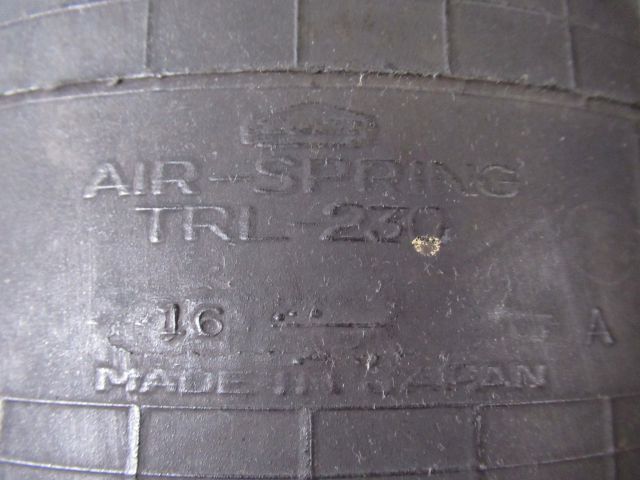 AIR-SPRING
TRL-230
16 A
MADE IN JAPAN